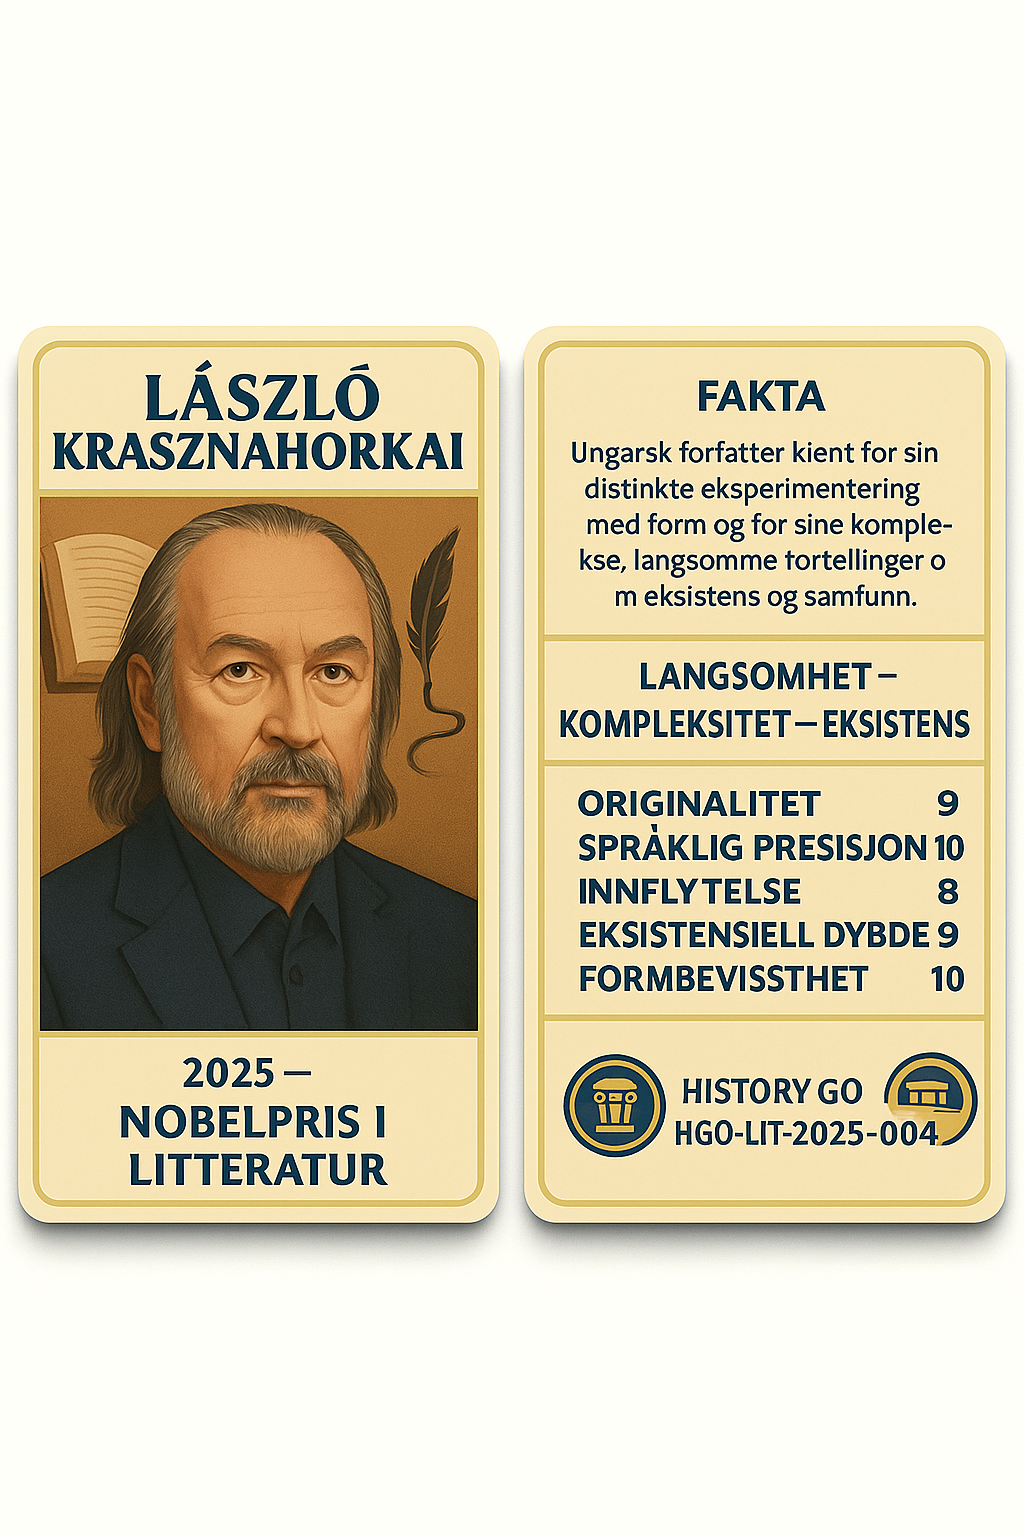 LÁSZLÓ
KRASZNAHORKAI
2025 –
NOBELPRIS I
LITTERATUR
FAKTA
Ungarsk forfatter kient for sin
distinkte eksperimentering
med form og for sine komple-
kse, langsomme tortellinger o
m eksistens og samfunn.
LANGSOMHET –
KOMPLEKSITET – EKSISTENS
ORIGINALITET 9
SPRÅKLIG PRESISJON 10
INNFLYTELSE 8
EKSISTENSIELL DYBDE 9
FORMBEVISSTHET 10
HISTORY GO
HGO-LIT-2025-004